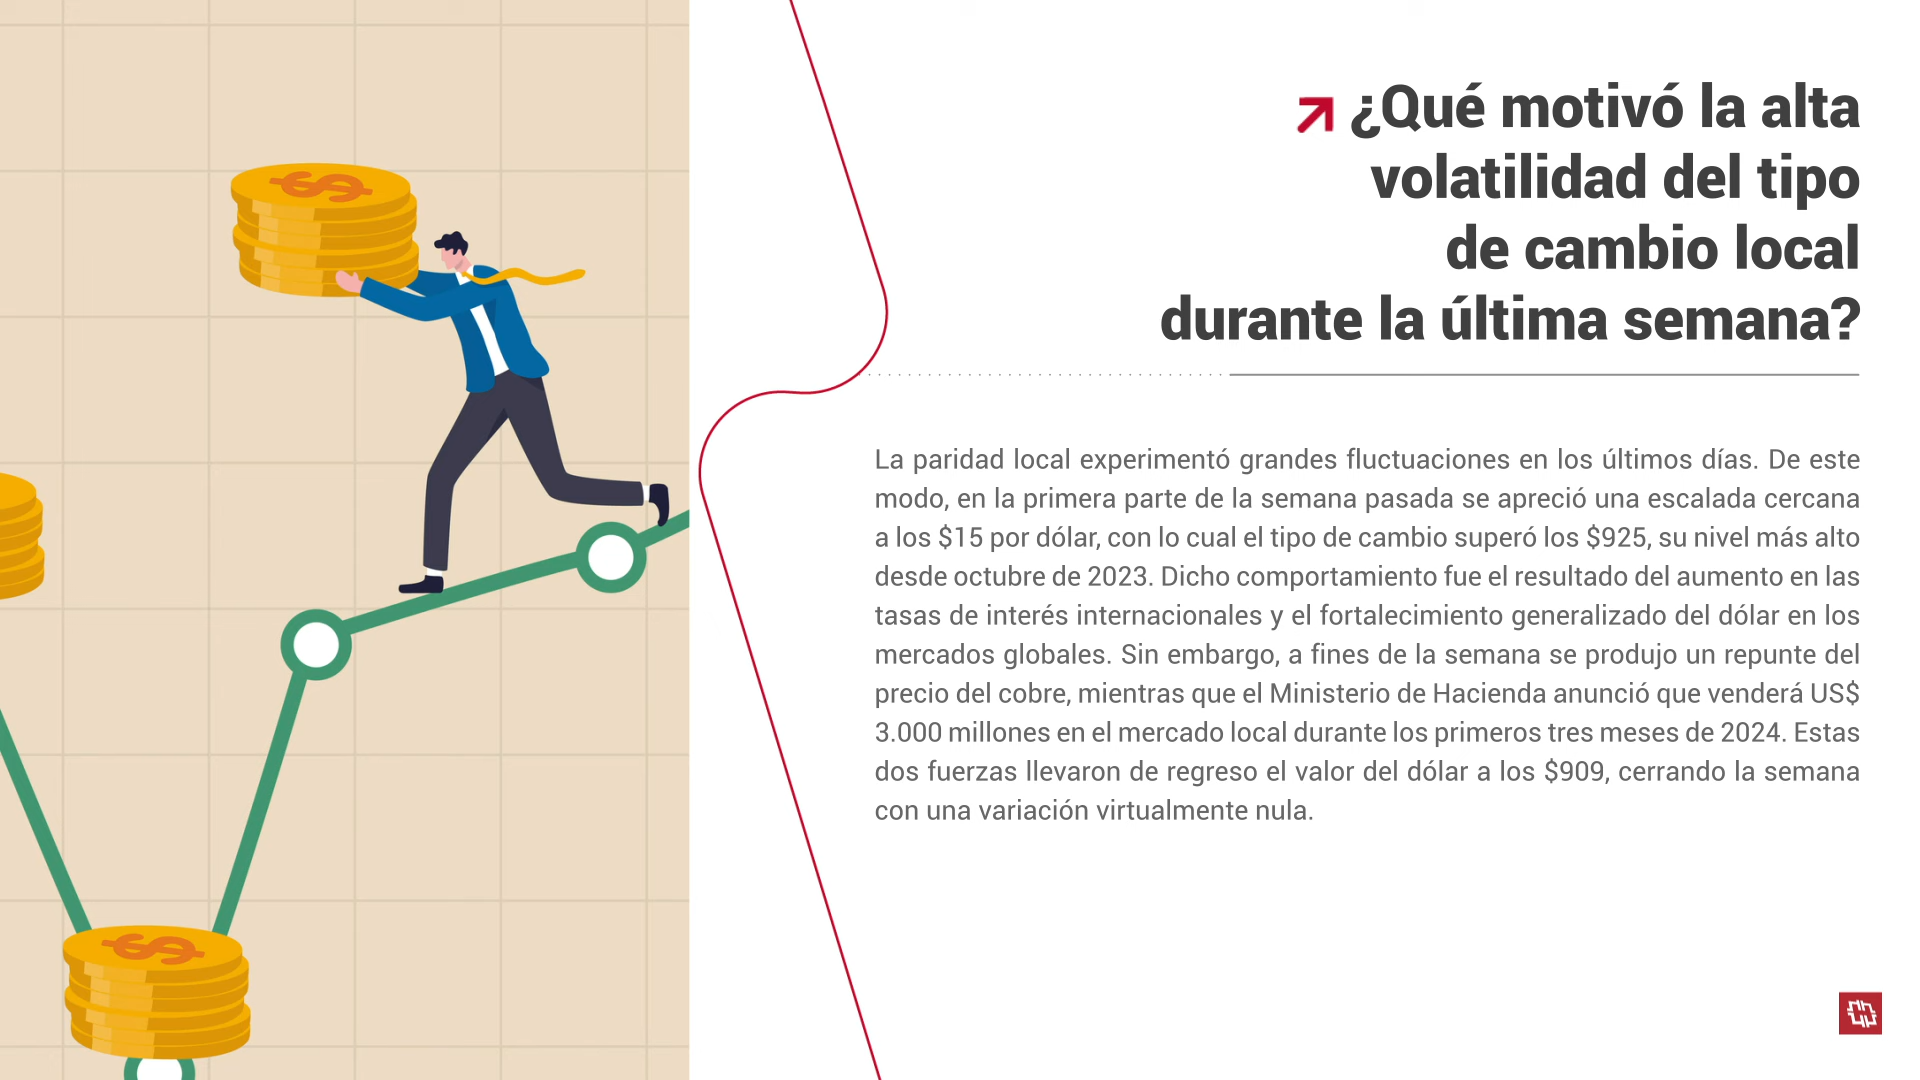 ¿Qué motivó la alta
volatilidad del tipo
de cambio local
durante la última semana?
La paridad local experimentó grandes fluctuaciones en los últimos días. De este
modo, en la primera parte de la semana pasada se apreció una escalada cercana
a los $15 por dólar, con lo cual el tipo de cambio superó los $925, su nivel más alto
desde octubre de 2023. Dicho comportamiento fue el resultado del aumento en las
tasas de interés internacionales y el fortalecimiento generalizado del dólar en los
mercados globales. Sin embargo, a fines de la semana se produjo un repunte del
precio del cobre, mientras que el Ministerio de Hacienda anunció que venderá US$
3.000 millones en el mercado local durante los primeros tres meses de 2024. Estas
dos fuerzas llevaron de regreso el valor del dólar a los $909, cerrando la semana
con una variación virtualmente nula.
$
$